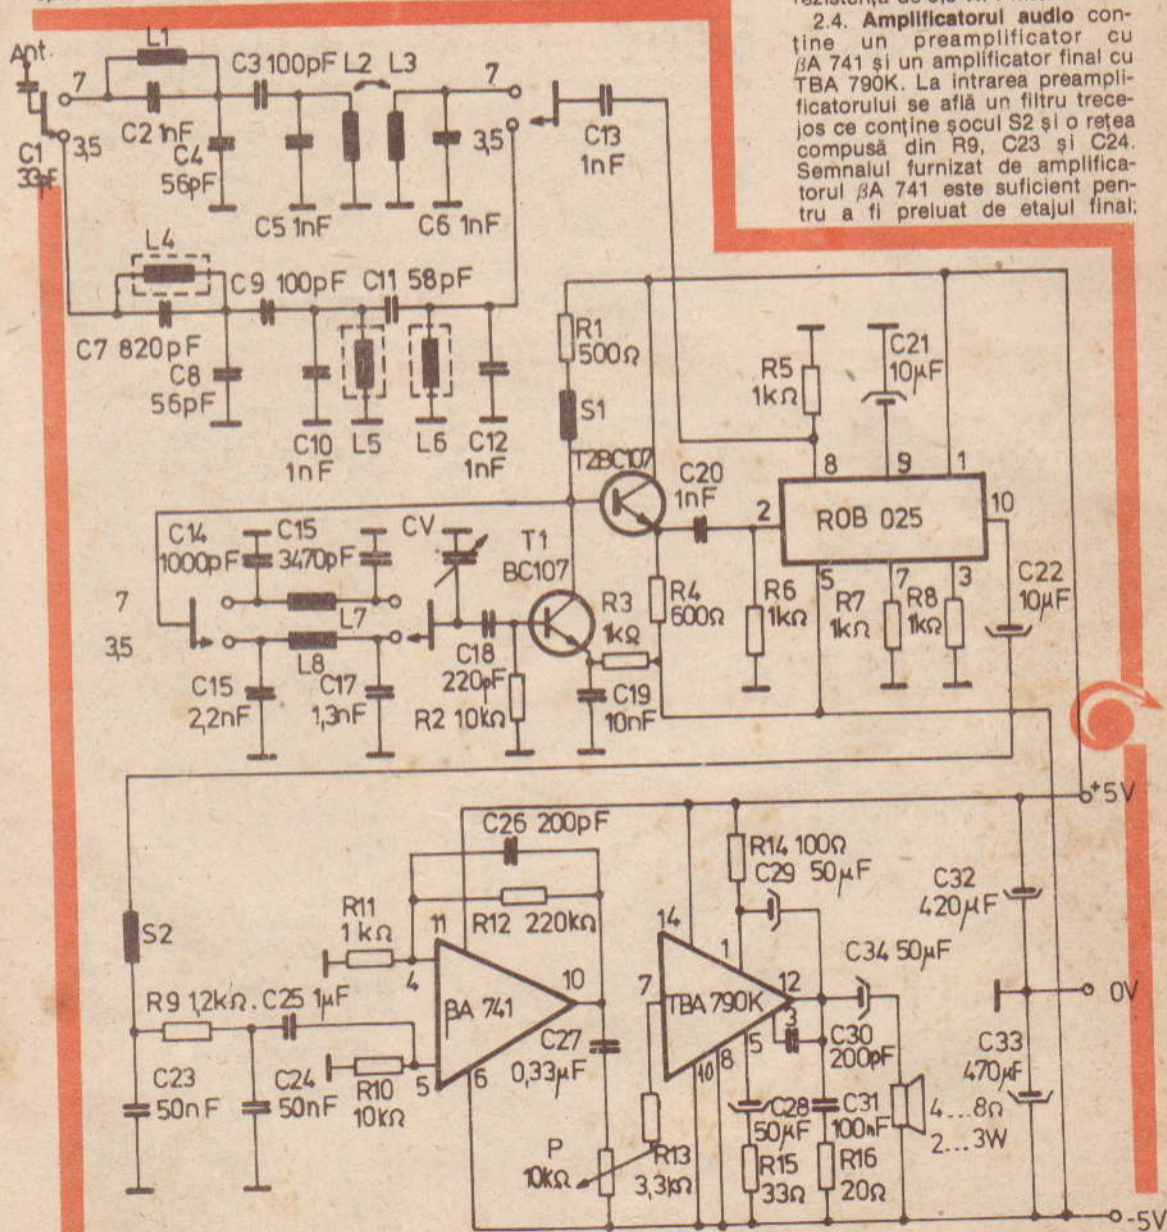 2.4. Amplificatorul audio con-
ține un preamplificator cu
βA 741 și un amplificator final cu
TBA 790K. La intrarea preampli-
ficatorului se află un filtru trece-
jos ce conține șocul S2 și o rețea
compusă din R9, C23 și C24.
Semnalul furnizat de amplifica-
torul βA 741 este suficient pen-
tru a fi preluat de etajul final;
Ant.
L1
7
C3 100pF
L2
L3
7
C2 1nF
3,5
C1
33pF
C4
56pF
C5 1nF
C6 1nF
3,5
C13
1nF
L4
C9 100pF
C11 58pF
C7 820pF
C8
56pF
C10
1nF
L5
L6
C12
1nF
R1
500Ω
S1
R5
1kΩ
C21
10μF
T2BC107
C20
1nF
8
9
1
2
ROB 025
10
5
7
3
C14
1000pF
C15
3470pF
CV
T1
BC107
7
3,5
L7
L8
C15
2,2nF
C17
1,3nF
C18
220pF
R2 10kΩ
R3
1kΩ
C19
10nF
R4
600Ω
R6
1kΩ
R7
1kΩ
R8
1kΩ
C22
10μF
+5V
C26 200pF
R14 100Ω
C29 50μF
C32
420μF
S2
R11
1kΩ
R12 220kΩ
11
4
BA 741
10
5
6
14
1
7
TBA 790K
12
3
5
8
10
C34 50μF
0V
R9 1,2kΩ.
C25 1μF
C27
0,33μF
C30
200pF
C33
470μF
C23
50nF
C24
50nF
R10
10kΩ
C28
50μF
C31
100nF
4...8Ω
2...3W
P
10kΩ
R13
3,3kΩ
R15
33Ω
R16
20Ω
-5V